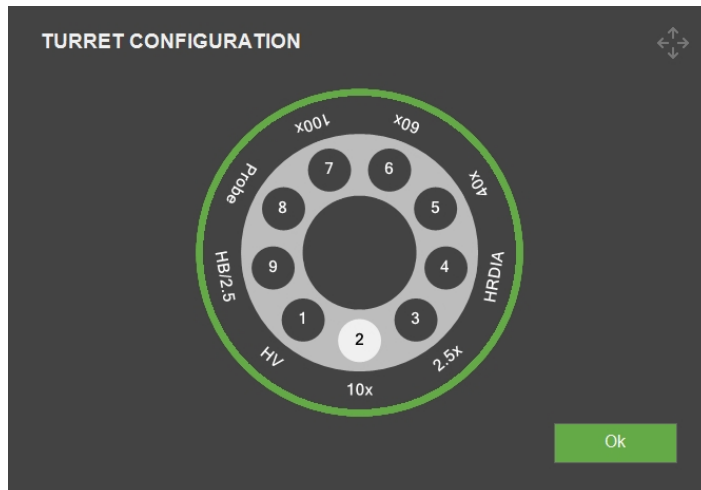 TURRET CONFIGURATION
100x
60x
Probe
7
6
40x
8
5
HB/2.5
9
4
HRDIA
1
3
HV
2
2.5x
10x
Ok